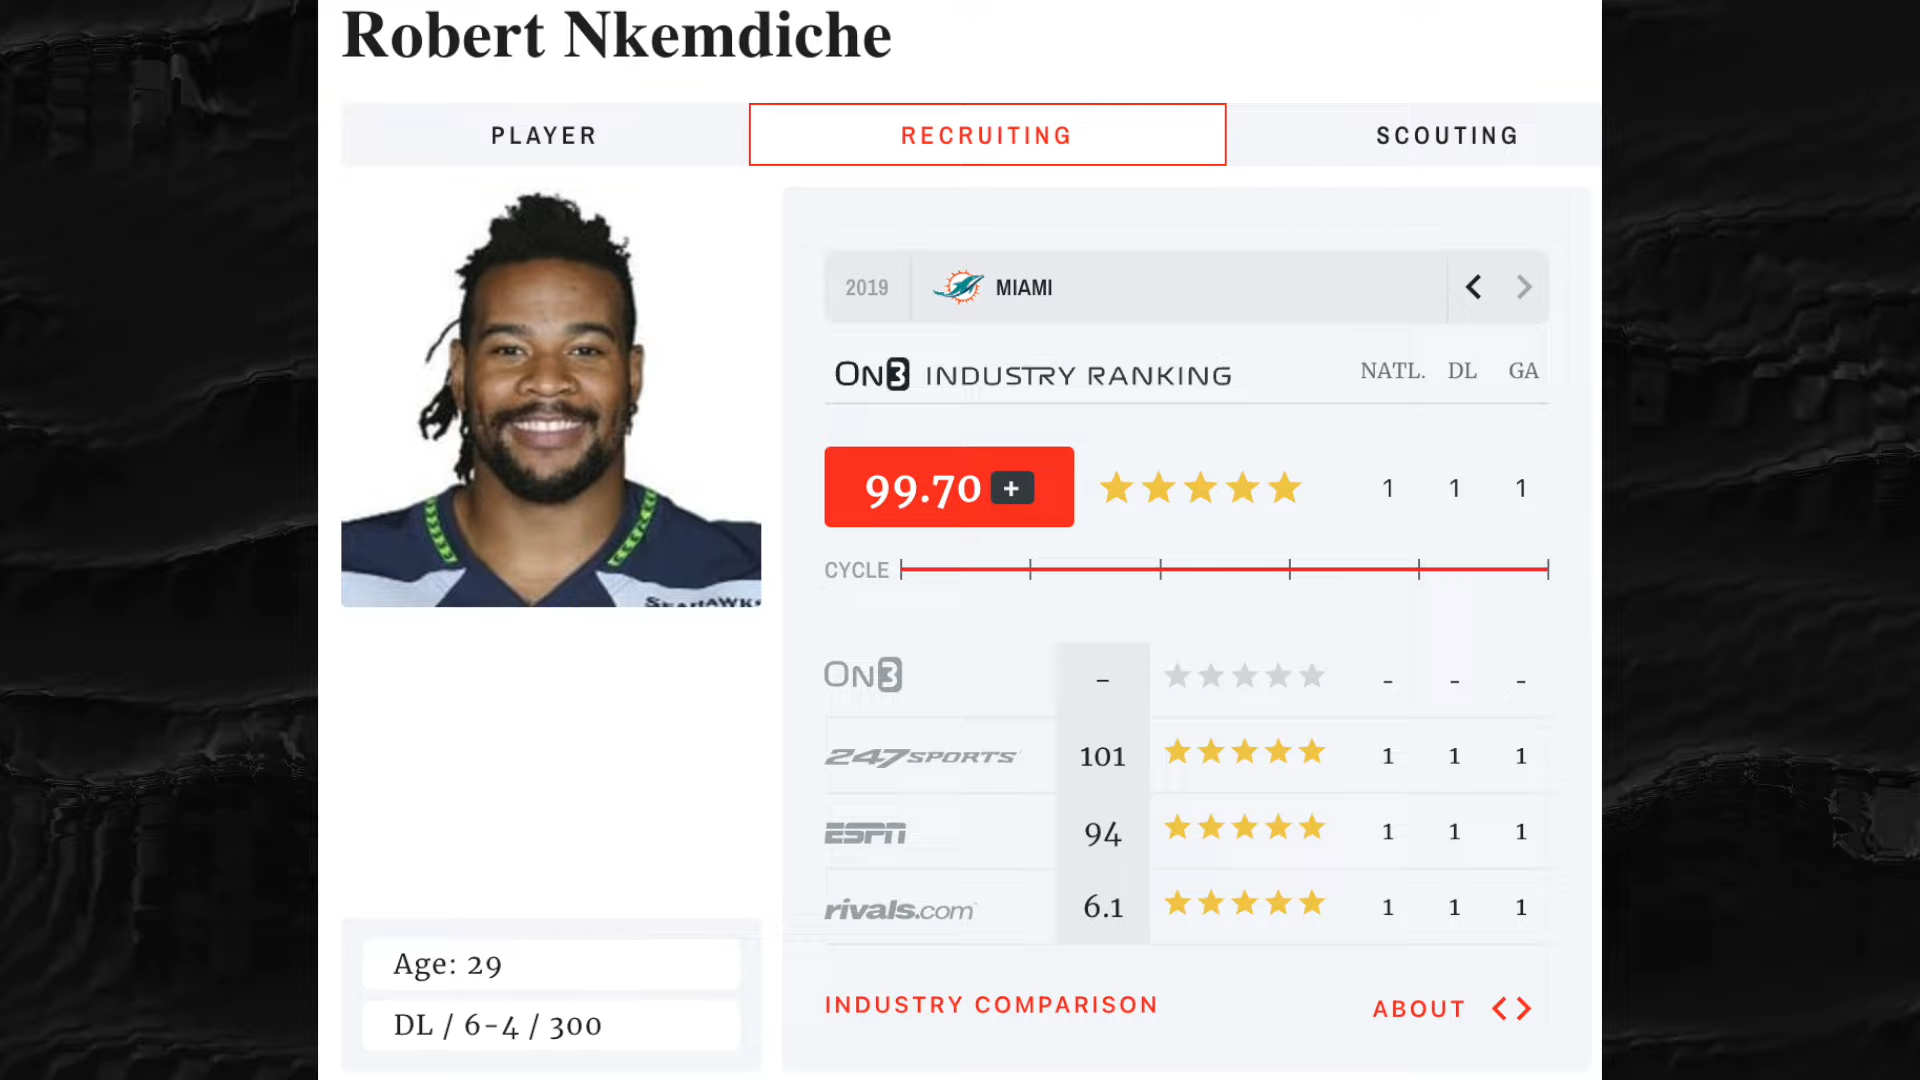 Robert Nkemdiche
PLAYER RECRUITING SCOUTING
2019 MIAMI
ON3 INDUSTRY RANKING NATL. DL GA
99.70 + 1 1 1
CYCLE
ON3 – - - -
247SPORTS 101 1 1 1
ESPN 94 1 1 1
rivals.com 6.1 1 1 1
SEAHAWKS
Age: 29
DL / 6-4 / 300
INDUSTRY COMPARISON ABOUT